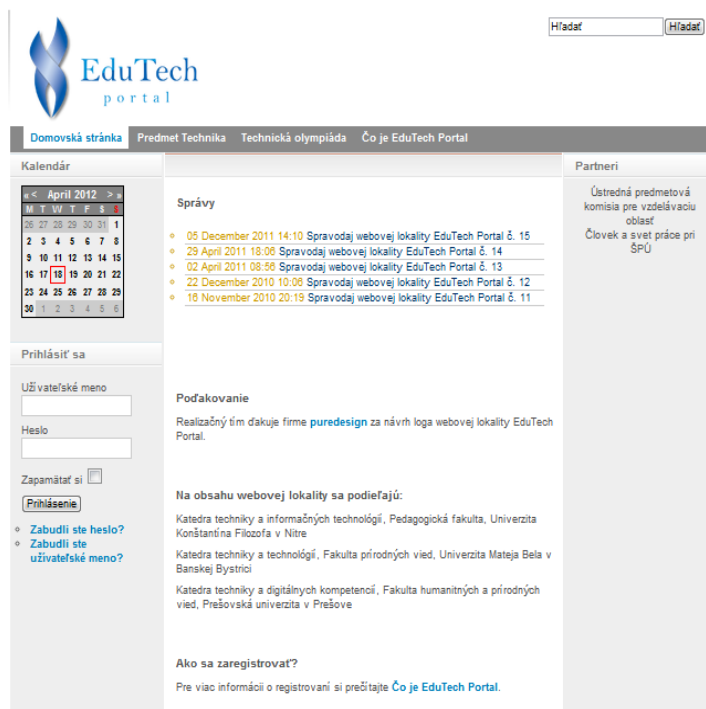 Hľadať Hľadať
EduTech
portal
Domovská stránka Predmet Technika Technická olympiáda Čo je EduTech Portal
Kalendár
« < April 2012 > »
M T W T F S S
26 27 28 29 30 31 1
2 3 4 5 6 7 8
9 10 11 12 13 14 15
16 17 18 19 20 21 22
23 24 25 26 27 28 29
30 1 2 3 4 5 6
Prihlásiť sa
Užívateľské meno
Heslo
Zapamätať si
Prihlásenie
Zabudli ste heslo?
Zabudli ste
užívateľské meno?
Správy
05 December 2011 14:10 Spravodaj webovej lokality EduTech Portal č. 15
29 April 2011 18:06 Spravodaj webovej lokality EduTech Portal č. 14
02 April 2011 08:56 Spravodaj webovej lokality EduTech Portal č. 13
22 December 2010 10:06 Spravodaj webovej lokality EduTech Portal č. 12
16 November 2010 20:19 Spravodaj webovej lokality EduTech Portal č. 11
Poďakovanie
Realizačný tím ďakuje firme puredesign za návrh loga webovej lokality EduTech
Portal.
Na obsahu webovej lokality sa podieľajú:
Katedra techniky a informačných technológií, Pedagogická fakulta, Univerzita
Konštantína Filozofa v Nitre
Katedra techniky a technológií, Fakulta prírodných vied, Univerzita Mateja Bela v
Banskej Bystrici
Katedra techniky a digitálnych kompetencií, Fakulta humanitných a prírodných
vied, Prešovská univerzita v Prešove
Ako sa zaregistrovať?
Pre viac informácii o registrovaní si prečítajte Čo je EduTech Portal.
Partneri
Ústredná predmetová
komisia pre vzdelávaciu
oblasť
Človek a svet práce pri
ŠPÚ